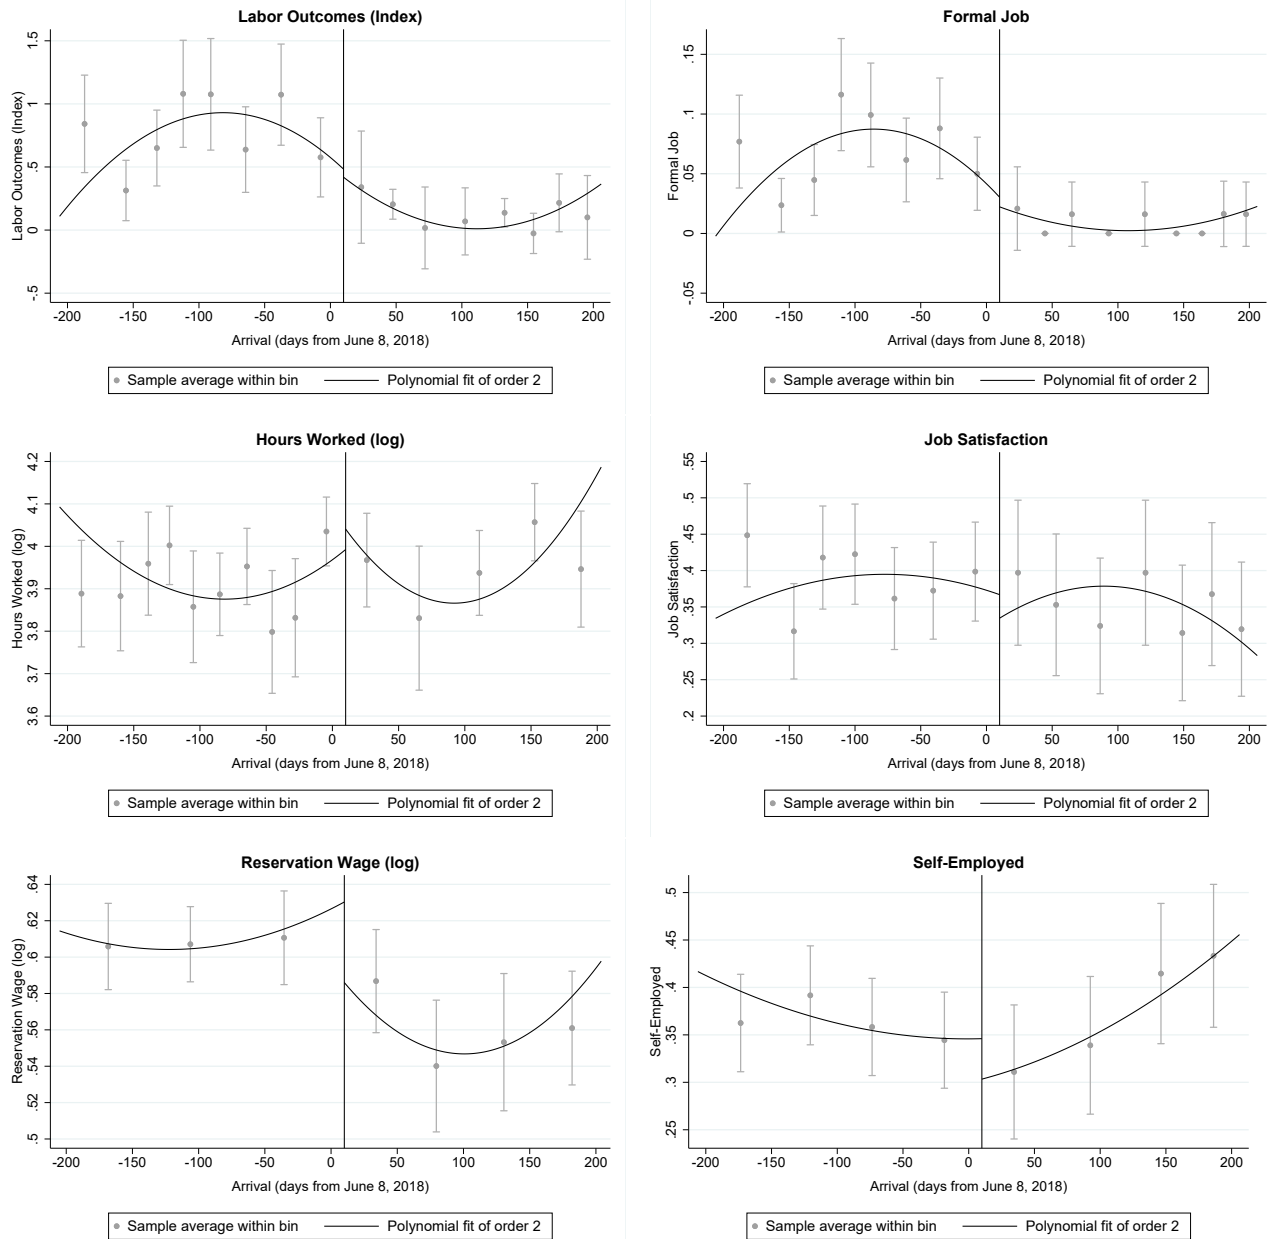 Labor Outcomes (Index)
Labor Outcomes (Index)
1.5
1
.5
0
-.5
-200 -150 -100 -50 0 50 100 150 200
Arrival (days from June 8, 2018)
Sample average within bin Polynomial fit of order 2
Formal Job
Formal Job
.15
.1
.05
0
-.05
-200 -150 -100 -50 0 50 100 150 200
Arrival (days from June 8, 2018)
Sample average within bin Polynomial fit of order 2
Hours Worked (log)
Hours Worked (log)
4.2
4.1
4
3.9
3.8
3.7
3.6
-200 -150 -100 -50 0 50 100 150 200
Arrival (days from June 8, 2018)
Sample average within bin Polynomial fit of order 2
Job Satisfaction
Job Satisfaction
.55
.5
.45
.4
.35
.3
.25
.2
-200 -150 -100 -50 0 50 100 150 200
Arrival (days from June 8, 2018)
Sample average within bin Polynomial fit of order 2
Reservation Wage (log)
Reservation Wage (log)
.64
.62
.6
.58
.56
.54
.52
.5
-200 -150 -100 -50 0 50 100 150 200
Arrival (days from June 8, 2018)
Sample average within bin Polynomial fit of order 2
Self-Employed
Self-Employed
.5
.45
.4
.35
.3
.25
-200 -150 -100 -50 0 50 100 150 200
Arrival (days from June 8, 2018)
Sample average within bin Polynomial fit of order 2